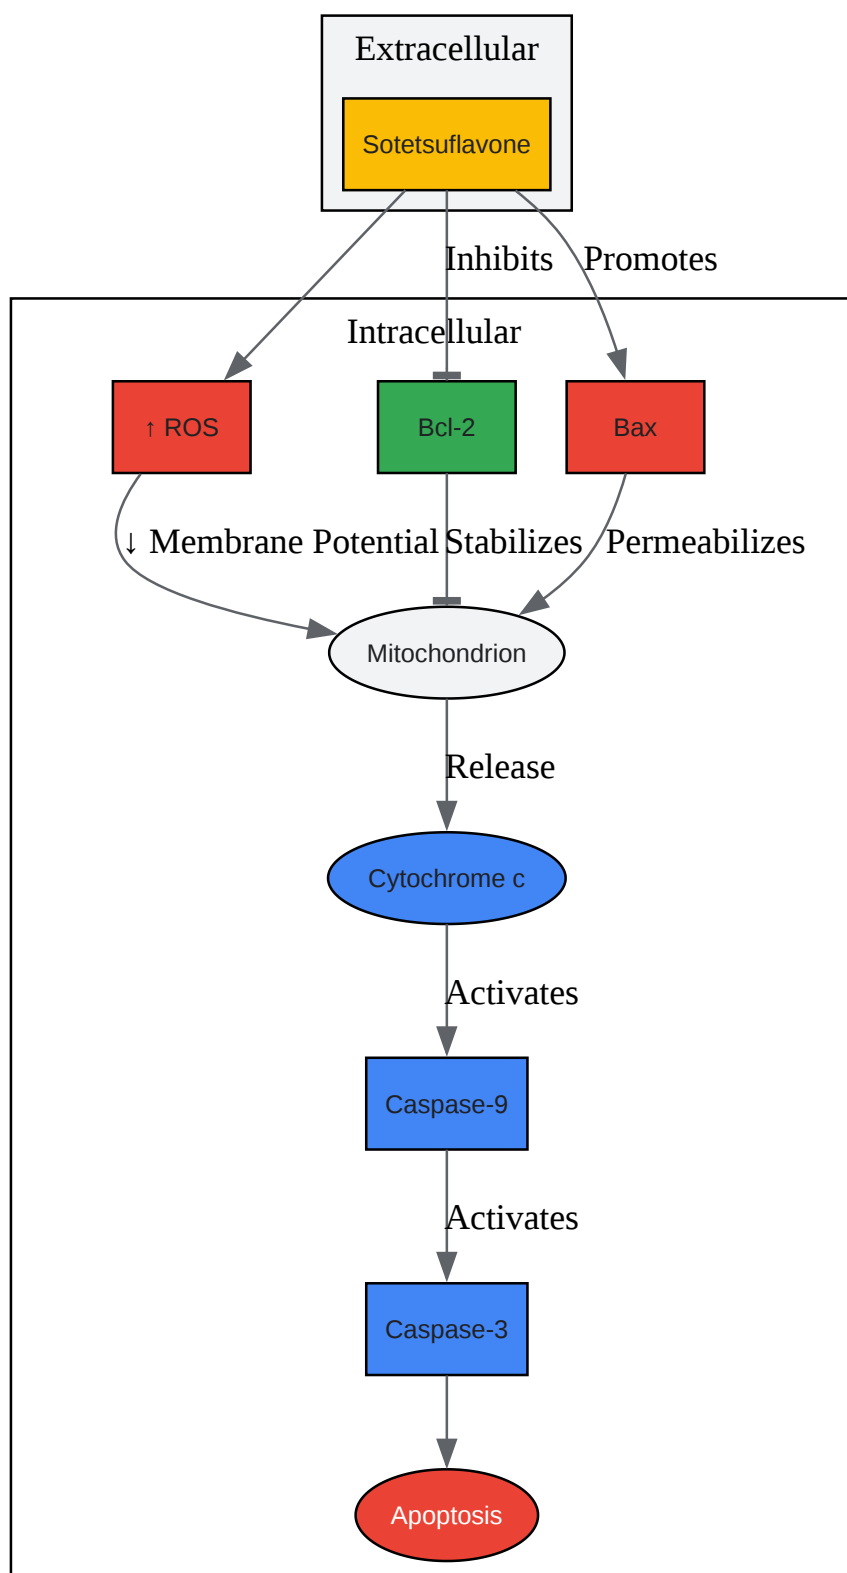 Extracellular
Sotetsuflavone
Inhibits
Promotes
Intracellular
↑ ROS
Bcl-2
Bax
↓ Membrane Potential
Stabilizes
Permeabilizes
Mitochondrion
Release
Cytochrome c
Activates
Caspase-9
Activates
Caspase-3
Apoptosis